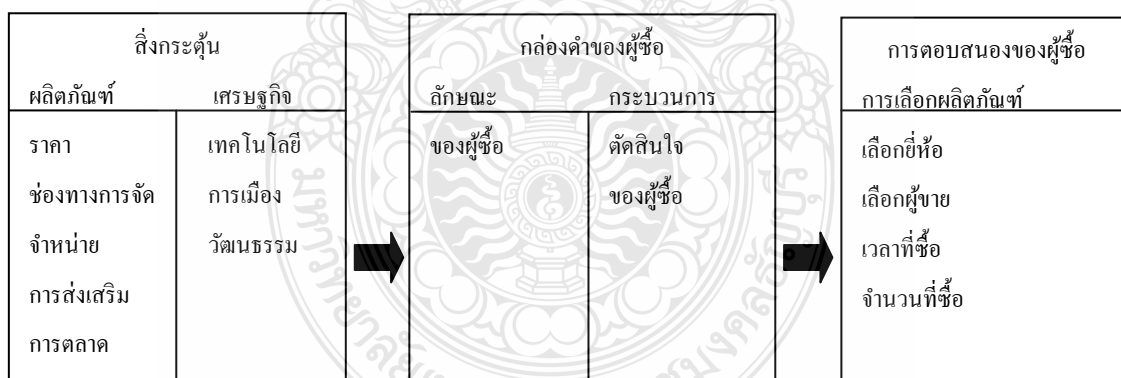 สิ่งกระตุ้น
ผลิตภัณฑ์ เศรษฐกิจ
ราคา เทคโนโลยี
ช่องทางการจัด การเมือง
จำหน่าย วัฒนธรรม
การส่งเสริม
การตลาด
กล่องดำของผู้ซื้อ
ลักษณะ กระบวนการ
ของผู้ซื้อ ตัดสินใจ
ของผู้ซื้อ
การตอบสนองของผู้ซื้อ
การเลือกผลิตภัณฑ์
เลือกยี่ห้อ
เลือกผู้ขาย
เวลาที่ซื้อ
จำนวนที่ซื้อ